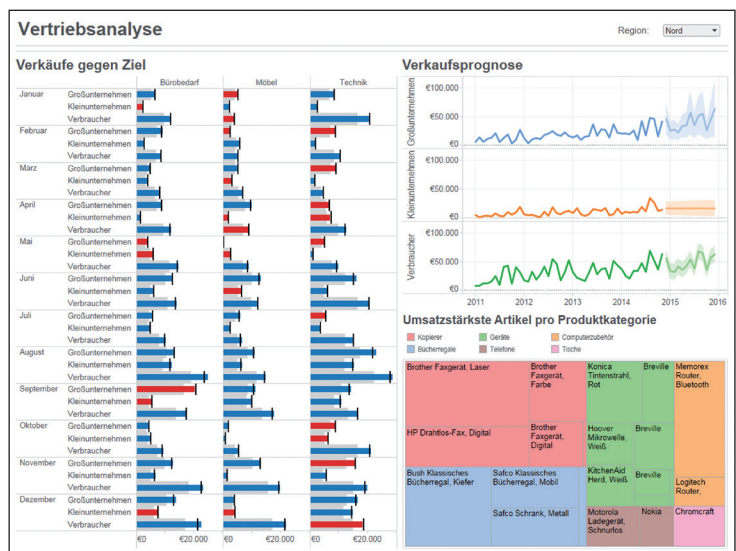 Vertriebsanalyse
Region: Nord
Verkäufe gegen Ziel
Bürobedarf Möbel Technik
Januar Großunternehmen
Kleinunternehmen
Verbraucher
Februar Großunternehmen
Kleinunternehmen
Verbraucher
März Großunternehmen
Kleinunternehmen
Verbraucher
April Großunternehmen
Kleinunternehmen
Verbraucher
Mai Großunternehmen
Kleinunternehmen
Verbraucher
Juni Großunternehmen
Kleinunternehmen
Verbraucher
Juli Großunternehmen
Kleinunternehmen
Verbraucher
August Großunternehmen
Kleinunternehmen
Verbraucher
September Großunternehmen
Kleinunternehmen
Verbraucher
Oktober Großunternehmen
Kleinunternehmen
Verbraucher
November Großunternehmen
Kleinunternehmen
Verbraucher
Dezember Großunternehmen
Kleinunternehmen
Verbraucher
€0 €20.000 €0 €20.000 €0 €20.000
Verkaufsprognose
Großunternehmen
€100.000
€50.000
€0
Kleinunternehmen
€100.000
€50.000
€0
Verbraucher
€100.000
€50.000
€0
2011 2012 2013 2014 2015 2016
Umsatzstärkste Artikel pro Produktkategorie
Kopierer Geräte Computerzubehör
Bücherregale Telefone Tische
Brother Faxgerät, Laser
Brother
Faxgerät,
Farbe
HP Drahtlos-Fax, Digital
Brother
Faxgerät,
Digital
Bush Klassisches
Bücherregal, Kiefer
Safco Klassisches
Bücherregal, Mobil
Safco Schrank, Metall
Konica
Tintenstrahl,
Rot
Breville
Hoover
Mikrowelle,
Weiß
Breville
KitchenAid
Herd, Weiß
Breville
Motorola
Ladegerät,
Schnurlos
Nokia
Memorex
Router,
Bluetooth
Logitech
Router,
Chromcraft